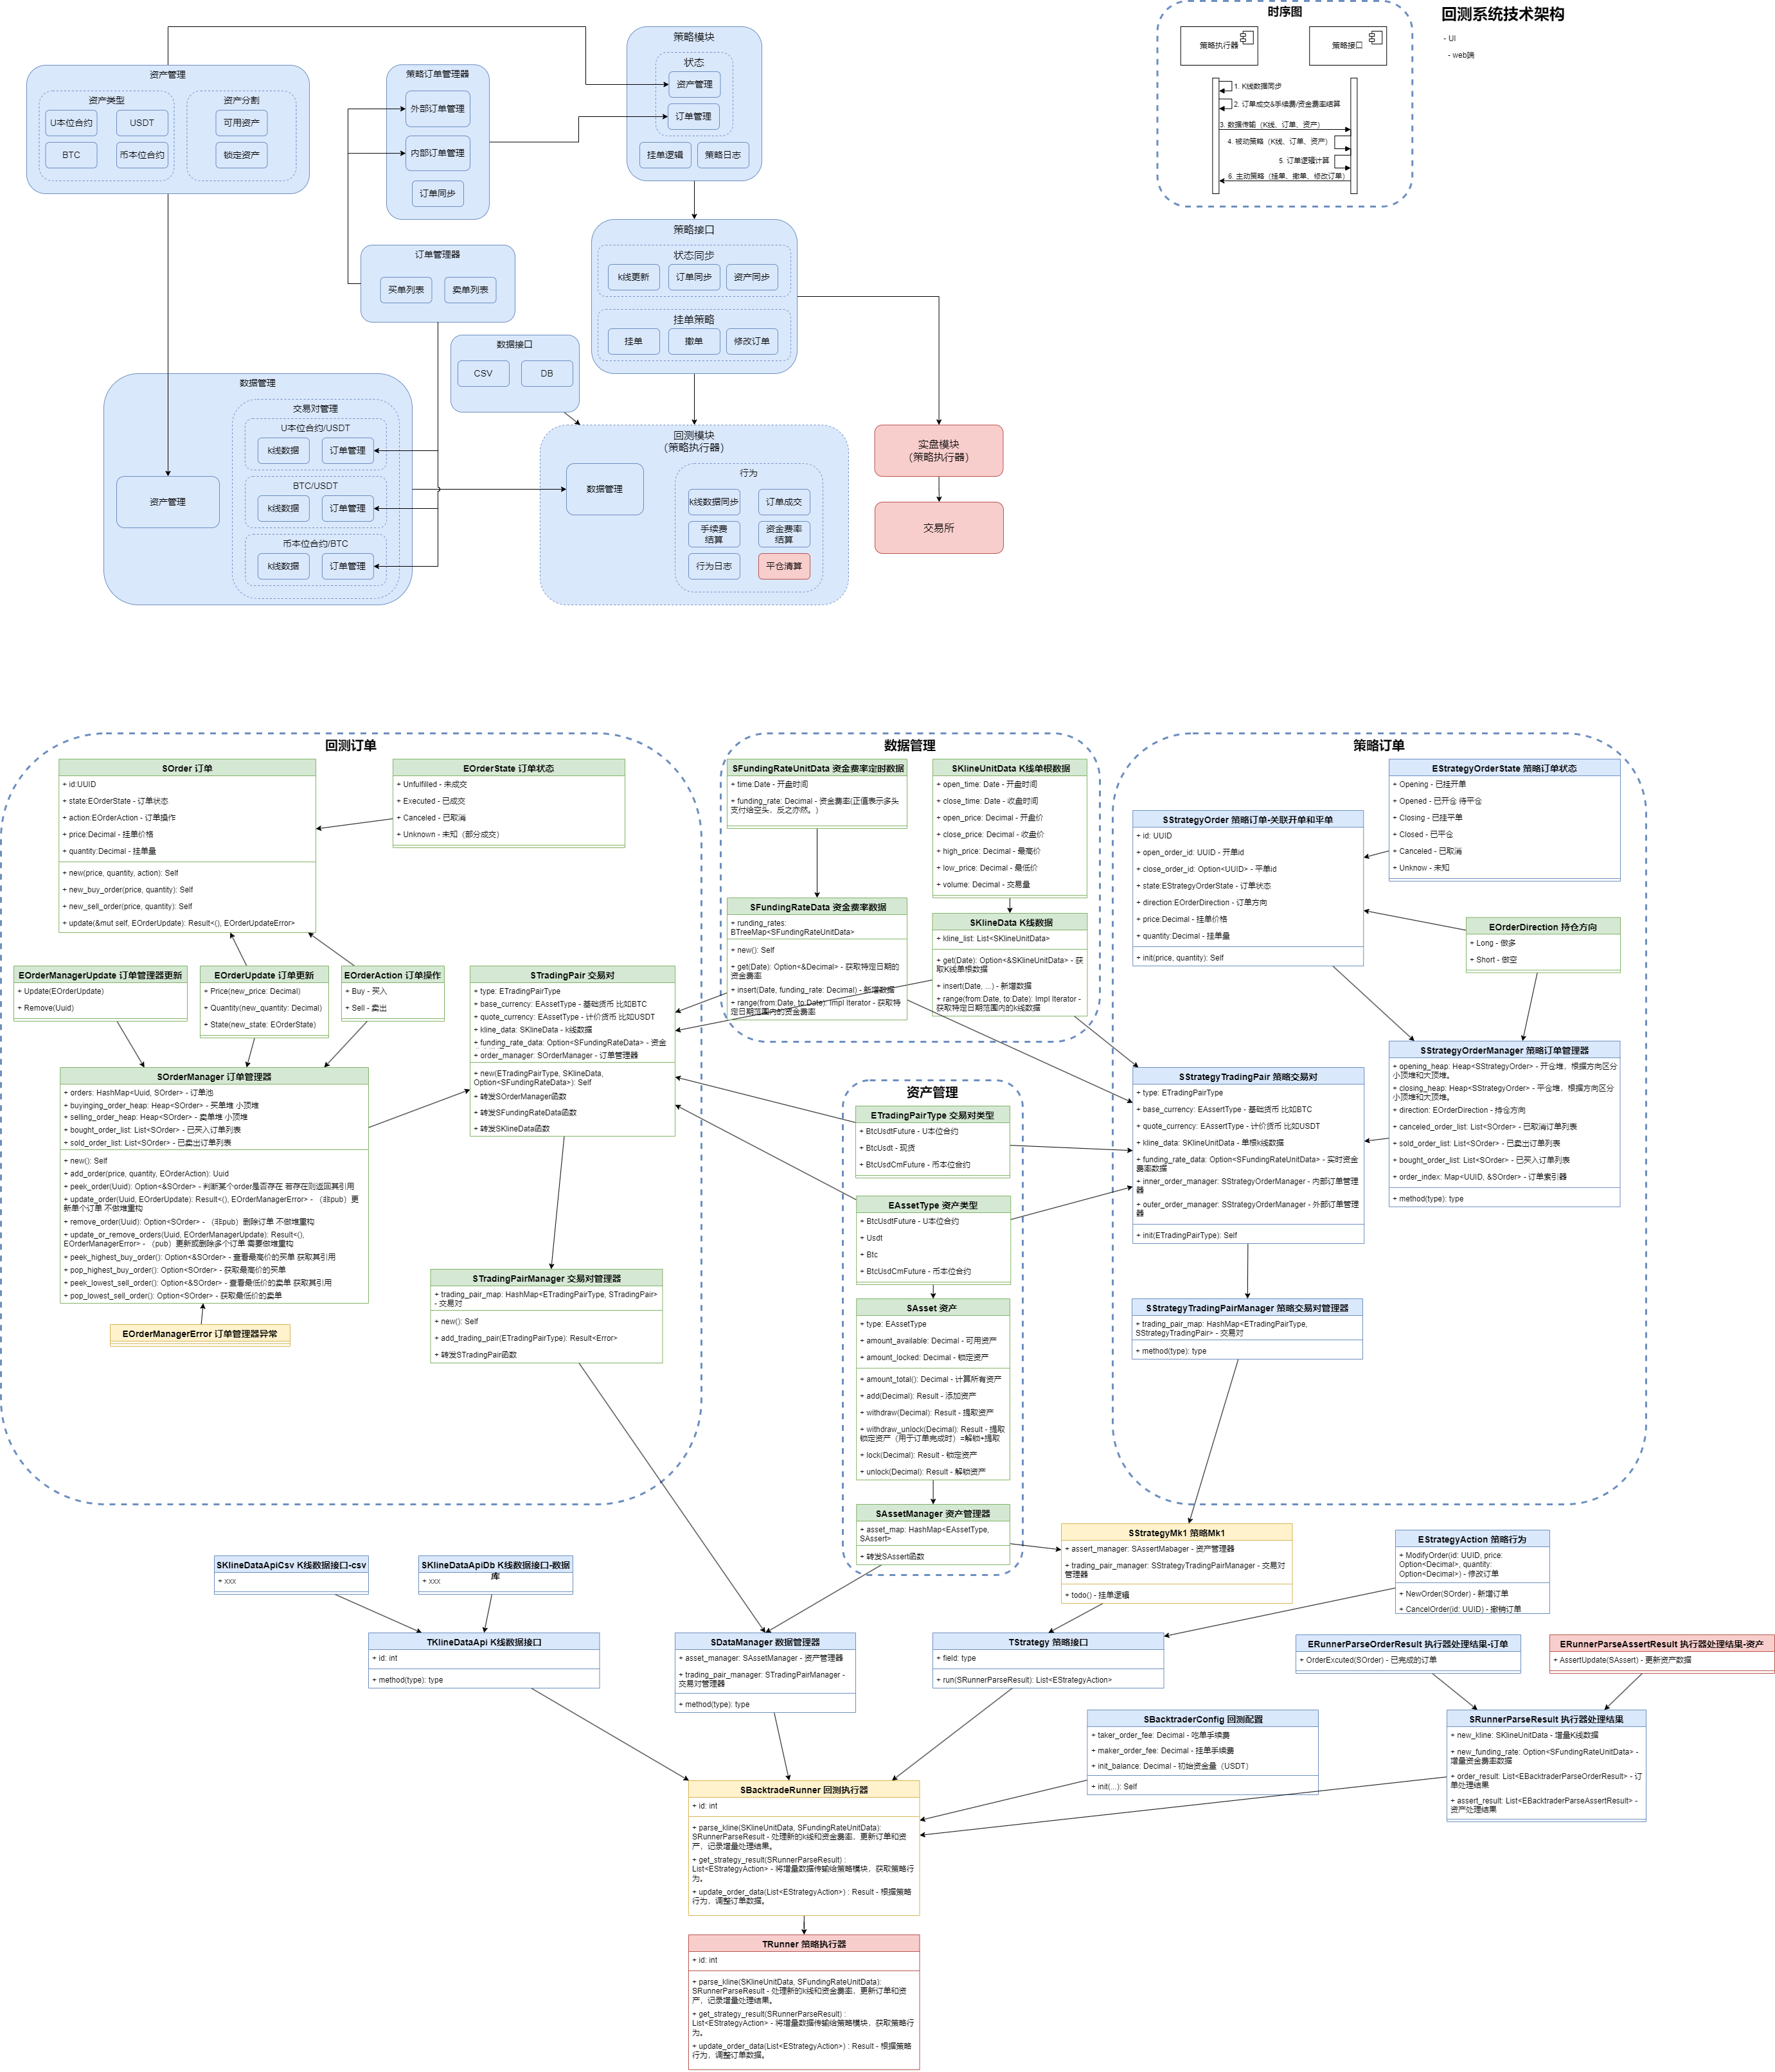 时序图
回测系统技术架构
- UI
- web端
策略执行器
策略接口
1. K线数据同步
2. 订单成交&手续费/资金费率结算
3. 数据传输（K线、订单、资产）
4. 被动策略（K线、订单、资产）
5. 订单逻辑计算
6. 主动策略（挂单、撤单、修改订单）
资产管理
资产类型
U本位合约
USDT
BTC
币本位合约
资产分割
可用资产
锁定资产
策略订单管理器
外部订单管理
内部订单管理
订单同步
策略模块
状态
资产管理
订单管理
挂单逻辑
策略日志
订单管理器
买单列表
卖单列表
策略接口
状态同步
k线更新
订单同步
资产同步
挂单策略
挂单
撤单
修改订单
数据接口
CSV
DB
数据管理
资产管理
交易对管理
U本位合约/USDT
k线数据
订单管理
BTC/USDT
k线数据
订单管理
币本位合约/BTC
k线数据
订单管理
回测模块
(策略执行器)
数据管理
行为
k线数据同步
订单成交
手续费
结算
资金费率
结算
行为日志
平仓清算
实盘模块
(策略执行器)
交易所
回测订单
SOrder 订单
+ id:UUID
+ state:EOrderState - 订单状态
+ action:EOrderAction - 订单操作
+ price:Decimal - 挂单价格
+ quantity:Decimal - 挂单量
+ new(price, quantity, action): Self
+ new_buy_order(price, quantity): Self
+ new_sell_order(price, quantity): Self
+ update(&mut self, EOrderUpdate): Result<(), EOrderUpdateError>
EOrderState 订单状态
+ Unfulfilled - 未成交
+ Executed - 已成交
+ Canceled - 已取消
+ Unknown - 未知（部分成交）
EOrderManagerUpdate 订单管理器更新
+ Update(EOrderUpdate)
+ Remove(Uuid)
EOrderUpdate 订单更新
+ Price(new_price: Decimal)
+ Quantity(new_quantity: Decimal)
+ State(new_state: EOrderState)
EOrderAction 订单操作
+ Buy - 买入
+ Sell - 卖出
SOrderManager 订单管理器
+ orders: HashMap<Uuid, SOrder> - 订单池
+ buyinging_order_heap: Heap<SOrder> - 买单堆 小顶堆
+ selling_order_heap: Heap<SOrder> - 卖单堆 小顶堆
+ bought_order_list: List<SOrder> - 已买入订单列表
+ sold_order_list: List<SOrder> - 已卖出订单列表
+ new(): Self
+ add_order(price, quantity, EOrderAction): Uuid
+ peek_order(Uuid): Option<&SOrder> - 判断某个order是否存在 若存在则返回其引用
+ update_order(Uuid, EOrderUpdate): Result<(), EOrderManagerError> - （非pub）更
新单个订单 不做堆重构
+ remove_order(Uuid): Option<SOrder> - （非pub）删除订单 不做堆重构
+ update_or_remove_orders(Uuid, EOrderManagerUpdate): Result<(),
EOrderManagerError> - （pub）更新或删除多个订单 需要做堆重构
+ peek_highest_buy_order(): Option<&SOrder> - 查看最高价的买单 获取其引用
+ pop_highest_buy_order(): Option<SOrder> - 获取最高价的买单
+ peek_lowest_sell_order(): Option<&SOrder> - 查看最低价的卖单 获取其引用
+ pop_lowest_sell_order(): Option<SOrder> - 获取最低价的卖单
EOrderManagerError 订单管理器异常
STradingPair 交易对
+ type: ETradingPairType
+ base_currency: EAssetType - 基础货币 比如BTC
+ quote_currency: EAssetType - 计价货币 比如USDT
+ kline_data: SKlineData - k线数据
+ funding_rate_data: Option<SFundingRateData> - 资金
+ order_manager: SOrderManager - 订单管理器
+ new(ETradingPairType, SKlineData,
Option<SFundingRateData>): Self
+ 转发SOrderManager函数
+ 转发SFundingRateData函数
+ 转发SKlineData函数
STradingPairManager 交易对管理器
+ trading_pair_map: HashMap<ETradingPairType, STradingPair>
- 交易对
+ new(): Self
+ add_trading_pair(ETradingPairType): Result<Error>
+ 转发STradingPair函数
数据管理
SFundingRateUnitData 资金费率定时数据
+ time:Date - 开盘时间
+ funding_rate: Decimal - 资金费率(正值表示多头
支付给空头，反之亦然。)
SKlineUnitData K线单根数据
+ open_time: Date - 开盘时间
+ close_time: Date - 收盘时间
+ open_price: Decimal - 开盘价
+ close_price: Decimal - 收盘价
+ high_price: Decimal - 最高价
+ low_price: Decimal - 最低价
+ volume: Decimal - 交易量
SFundingRateData 资金费率数据
+ runding_rates:
BTreeMap<SFundingRateUnitData>
+ new(): Self
+ get(Date): Option<&Decimal> - 获取特定日期的
资金费率
+ insert(Date, funding_rate: Decimal) - 新增数据
+ range(from:Date, to:Date): Impl Iterator - 获取特
定日期范围内的资金费率
SKlineData K线数据
+ kline_list: List<SKlineUnitData>
+ get(Date): Option<&SKlineUnitData> - 获
取K线单根数据
+ insert(Date, ...) - 新增数据
+ range(from:Date, to:Date): Impl Iterator -
获取特定日期范围内的k线数据
资产管理
ETradingPairType 交易对类型
+ BtcUsdtFuture - U本位合约
+ BtcUsdt - 现货
+ BtcUsdCmFuture - 币本位合约
EAssetType 资产类型
+ BtcUsdtFuture - U本位合约
+ Usdt
+ Btc
+ BtcUsdCmFuture - 币本位合约
SAsset 资产
+ type: EAssetType
+ amount_available: Decimal - 可用资产
+ amount_locked: Decimal - 锁定资产
+ amount_total(): Decimal - 计算所有资产
+ add(Decimal): Result - 添加资产
+ withdraw(Decimal): Result - 提取资产
+ withdraw_unlock(Decimal): Result - 提取
锁定资产（用于订单完成时）=解锁+提取
+ lock(Decimal): Result - 锁定资产
+ unlock(Decimal): Result - 解锁资产
SAssetManager 资产管理器
+ asset_map: HashMap<EAssetType,
SAssert>
+ 转发SAssert函数
策略订单
EStrategyOrderState 策略订单状态
+ Opening - 已挂开单
+ Opened - 已开仓 待平仓
+ Closing - 已挂平单
+ Closed - 已平仓
+ Canceled - 已取消
+ Unknow - 未知
SStrategyOrder 策略订单-关联开单和平单
+ id: UUID
+ open_order_id: UUID - 开单id
+ close_order_id: Option<UUID> - 平单id
+ state:EStrategyOrderState - 订单状态
+ direction:EOrderDirection - 订单方向
+ price:Decimal - 挂单价格
+ quantity:Decimal - 挂单量
+ init(price, quantity): Self
EOrderDirection 持仓方向
+ Long - 做多
+ Short - 做空
SStrategyOrderManager 策略订单管理器
+ opening_heap: Heap<SStrategyOrder> - 开仓堆，根据方向区分
小顶堆和大顶堆。
+ closing_heap: Heap<SStrategyOrder> - 平仓堆，根据方向区分
小顶堆和大顶堆。
+ direction: EOrderDirection - 持仓方向
+ canceled_order_list: List<SOrder> - 已取消订单列表
+ sold_order_list: List<SOrder> - 已卖出订单列表
+ bought_order_list: List<SOrder> - 已买入订单列表
+ order_index: Map<UUID, &SOrder> - 订单索引器
+ method(type): type
SStrategyTradingPair 策略交易对
+ type: ETradingPairType
+ base_currency: EAssertType - 基础货币 比如BTC
+ quote_currency: EAssertType - 计价货币 比如USDT
+ kline_data: SKlineUnitData - 单根k线数据
+ funding_rate_data: Option<SFundingRateUnitData> - 实时资金
费率数据
+ inner_order_manager: SStrategyOrderManager - 内部订单管理
器
+ outer_order_manager: SStrategyOrderManager - 外部订单管理
器
+ init(ETradingPairType): Self
SStrategyTradingPairManager 策略交易对管理器
+ trading_pair_map: HashMap<ETradingPairType,
SStrategyTradingPair> - 交易对
+ method(type): type
SStrategyMk1 策略Mk1
+ assert_manager: SAssertMabager - 资产管理器
+ trading_pair_manager: SStrategyTradingPairManager - 交易对
管理器
+ todo() - 挂单逻辑
EStrategyAction 策略行为
+ ModifyOrder(id: UUID, price:
Option<Decimal>, quantity:
Option<Decimal>) - 修改订单
+ NewOrder(SOrder) - 新增订单
+ CancelOrder(id: UUID) - 撤销订单
SKlineDataApiCsv K线数据接口-csv
+ xxx
SKlineDataApiDb K线数据接口-数据
库
+ xxx
TKlineDataApi K线数据接口
+ id: int
+ method(type): type
SDataManager 数据管理器
+ asset_manager: SAssetManager - 资产管理器
+ trading_pair_manager: STradingPairManager -
交易对管理器
+ method(type): type
TStrategy 策略接口
+ field: type
+ run(SRunnerParseResult): List<EStrategyAction>
ERunnerParseOrderResult 执行器处理结果-订单
+ OrderExcuted(SOrder) - 已完成的订单
ERunnerParseAssertResult 执行器处理结果-资产
+ AssertUpdate(SAssert) - 更新资产数据
SBacktraderConfig 回测配置
+ taker_order_fee: Decimal - 吃单手续费
+ maker_order_fee: Decimal - 挂单手续费
+ init_balance: Decimal - 初始资金量（USDT）
+ init(...): Self
SRunnerParseResult 执行器处理结果
+ new_kline: SKlineUnitData - 增量K线数据
+ new_funding_rate: Option<SFundingRateUnitData> -
增量资金费率数据
+ order_result: List<EBacktraderParseOrderResult> - 订
单处理结果
+ assert_result: List<EBacktraderParseAssertResult> -
资产处理结果
SBacktradeRunner 回测执行器
+ id: int
+ parse_kline(SKlineUnitData, SFundingRateUnitData):
SRunnerParseResult - 处理新的k线和资金费率，更新订单和资
产，记录增量处理结果。
+ get_strategy_result(SRunnerParseResult) :
List<EStrategyAction> - 将增量数据传输给策略模块，获取策略行
为。
+ update_order_data(List<EStrategyAction>) : Result - 根据策略
行为，调整订单数据。
TRunner 策略执行器
+ id: int
+ parse_kline(SKlineUnitData, SFundingRateUnitData):
SRunnerParseResult - 处理新的k线和资金费率，更新订单和资
产，记录增量处理结果。
+ get_strategy_result(SRunnerParseResult) :
List<EStrategyAction> - 将增量数据传输给策略模块，获取策略行
为。
+ update_order_data(List<EStrategyAction>) : Result - 根据策略
行为，调整订单数据。